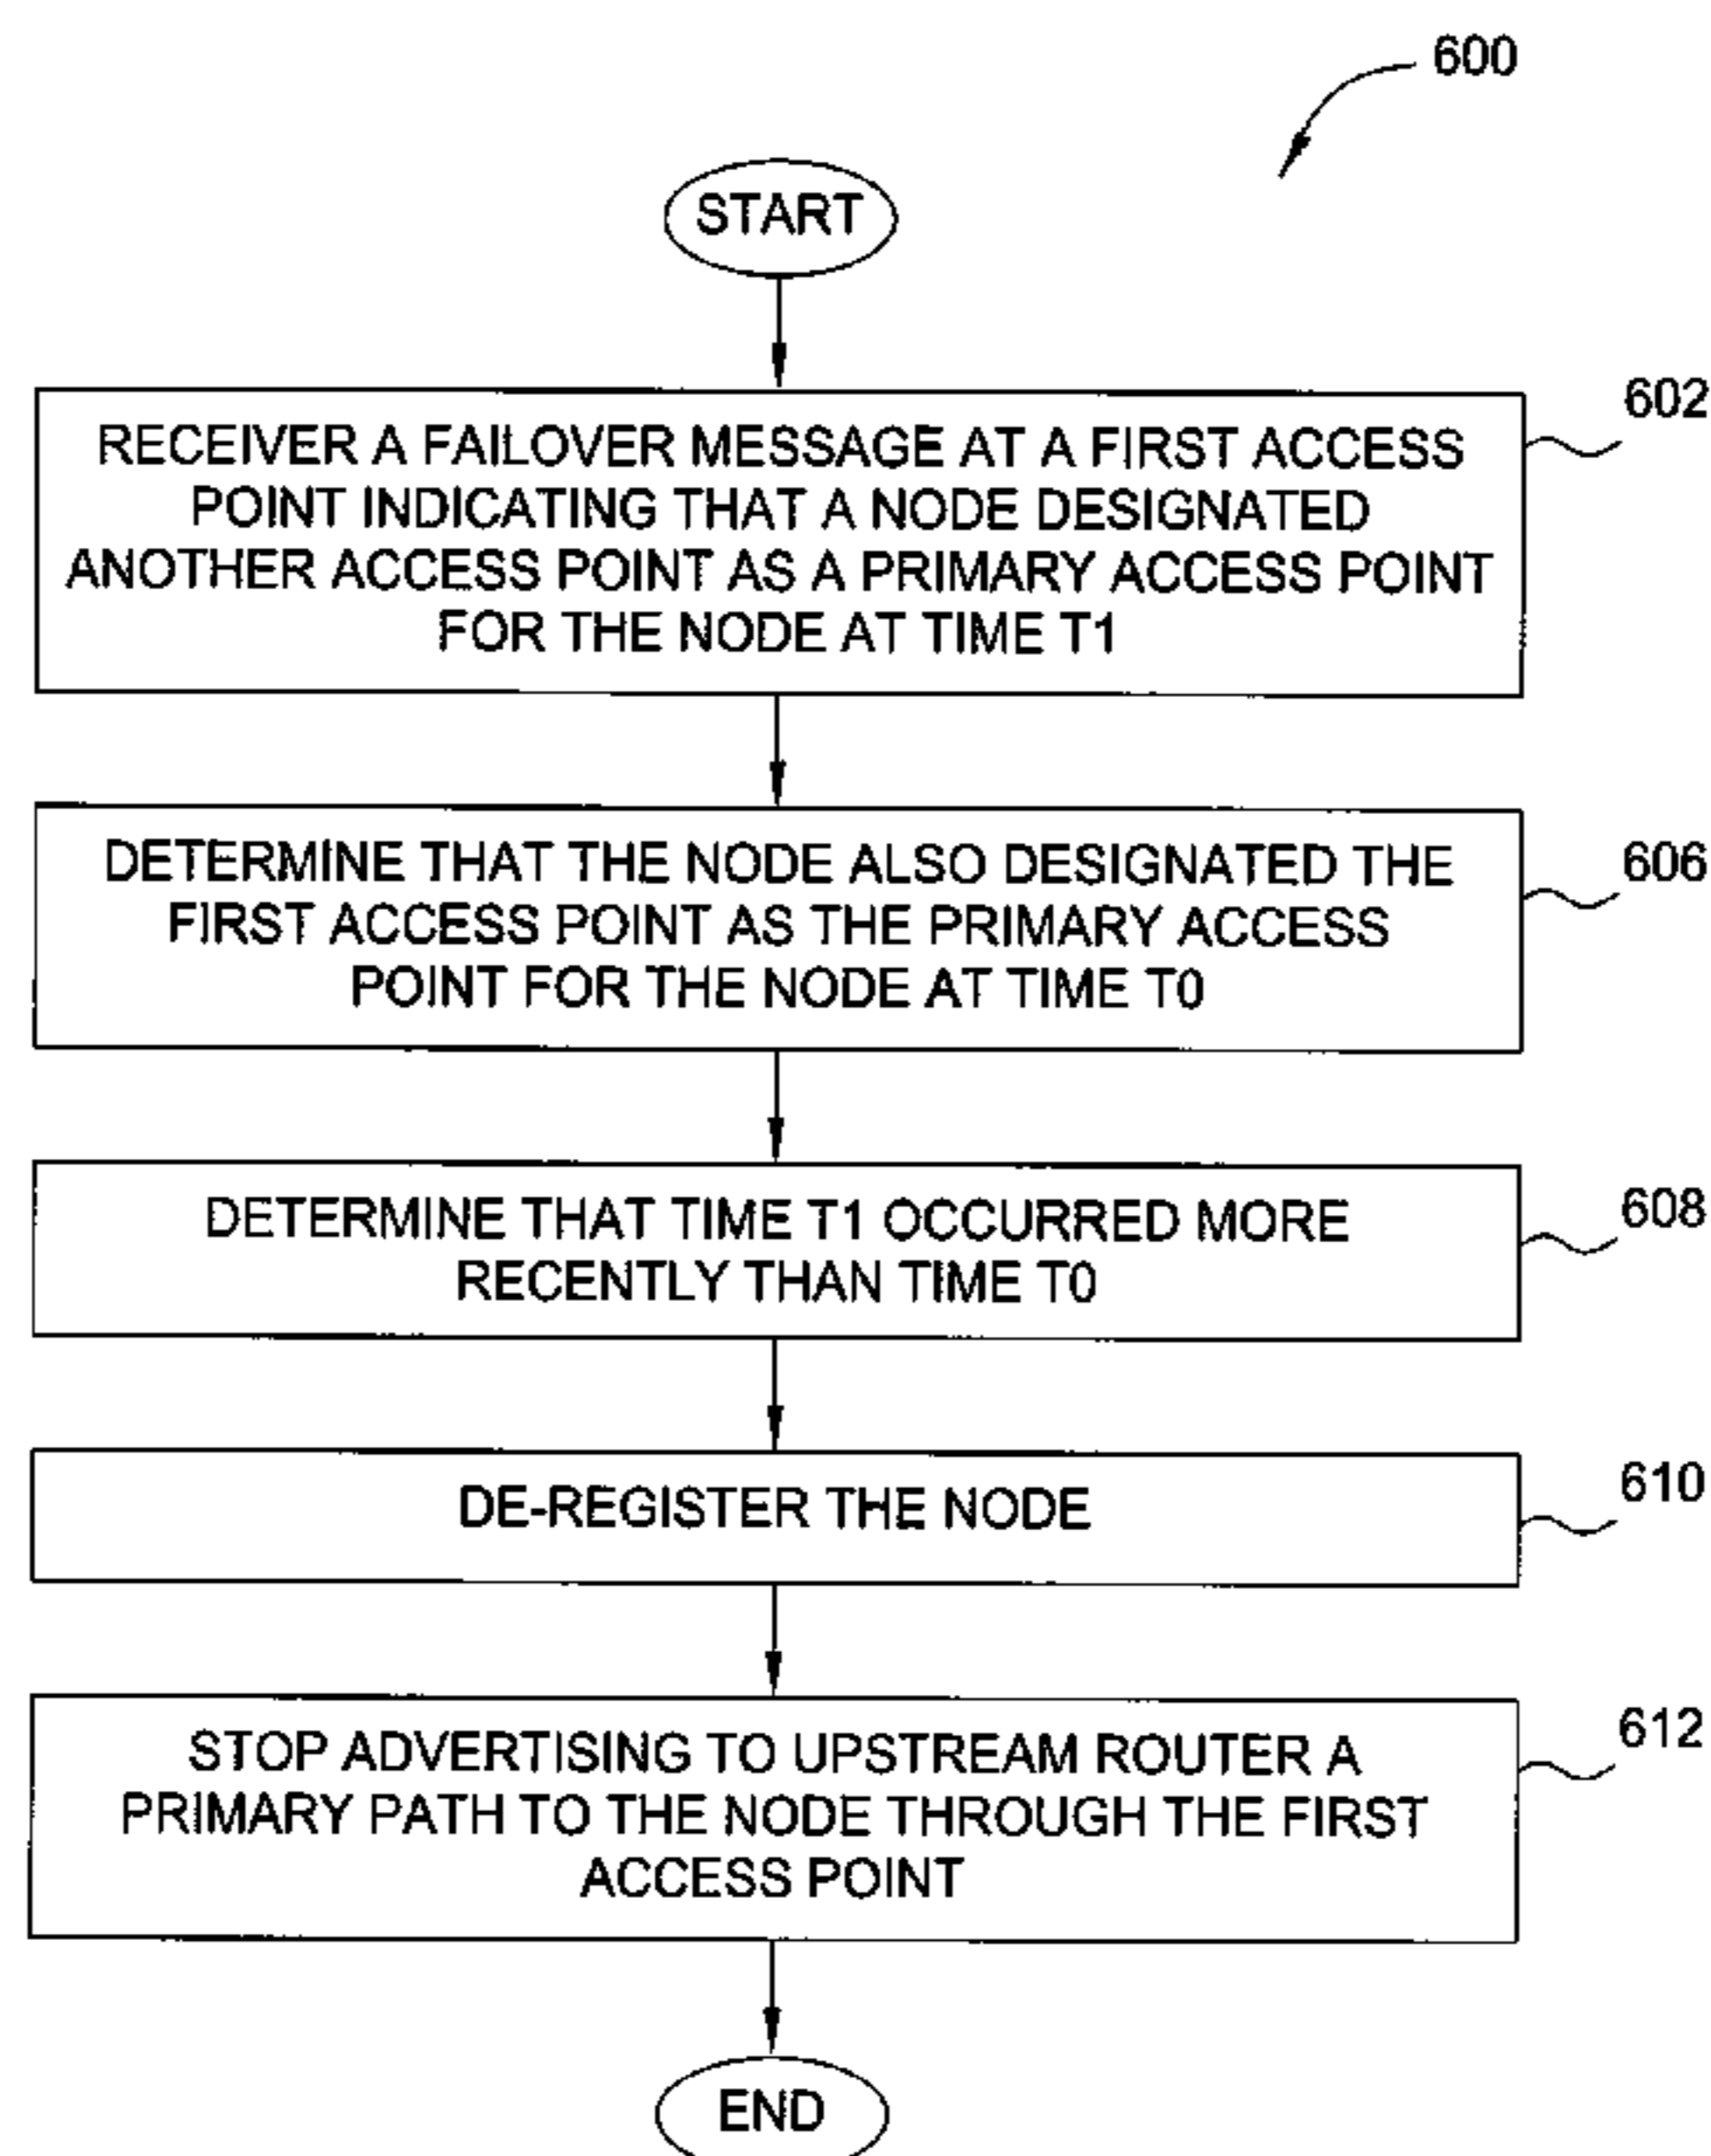 600
START
602
RECEIVER A FAILOVER MESSAGE AT A FIRST ACCESS
POINT INDICATING THAT A NODE DESIGNATED
ANOTHER ACCESS POINT AS A PRIMARY ACCESS POINT
FOR THE NODE AT TIME T1
606
DETERMINE THAT THE NODE ALSO DESIGNATED THE
FIRST ACCESS POINT AS THE PRIMARY ACCESS
POINT FOR THE NODE AT TIME T0
608
DETERMINE THAT TIME T1 OCCURRED MORE
RECENTLY THAN TIME T0
610
DE-REGISTER THE NODE
612
STOP ADVERTISING TO UPSTREAM ROUTER A
PRIMARY PATH TO THE NODE THROUGH THE FIRST
ACCESS POINT
END